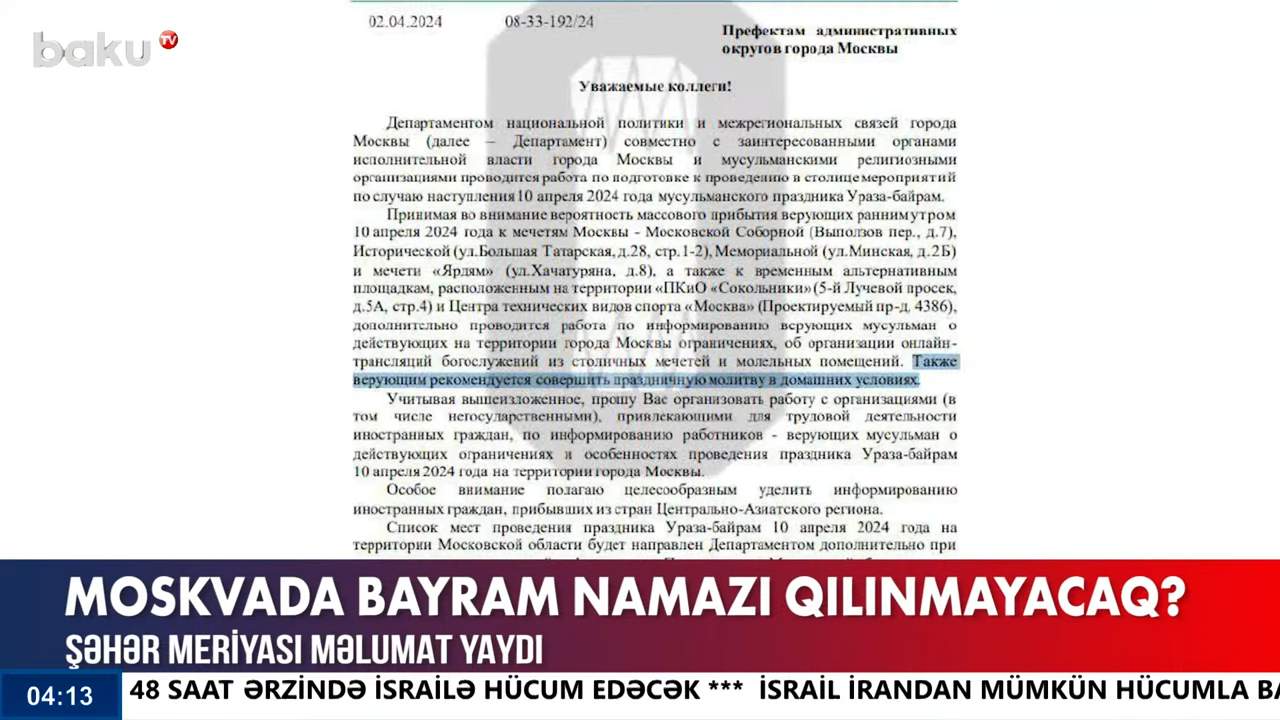 baku TV
02.04.2024 08-33-192/24
Префектам административных
округов города Москвы
Уважаемые коллеги!
Департаментом национальной политики и межрегиональных связей города
Москвы (далее – Департамент) совместно с заинтересованными органами
исполнительной власти города Москвы и мусульманскими религиозными
организациями проводится работа по подготовке к проведению в столице мероприятий
по случаю наступления 10 апреля 2024 года мусульманского праздника Ураза-байрам.
Принимая во внимание вероятность массового прибытия верующих ранним утром
10 апреля 2024 года к мечетям Москвы - Московской Соборной (Выползов пер., д.7),
Исторической (ул.Большая Татарская, д.28, стр.1-2), Мемориальной (ул.Минская, д.2Б)
и мечети «Ярдям» (ул.Хачатуряна, д.8), а также к временным альтернативным
площадкам, расположенным на территории «ПКиО «Сокольники» (5-й Лучевой просек,
д.5А, стр.4) и Центра технических видов спорта «Москва» (Проектируемый пр-д, 4386),
дополнительно проводится работа по информированию верующих мусульман о
действующих на территории города Москвы ограничениях, об организации онлайн-
трансляций богослужений из столичных мечетей и молельных помещений. Также
верующим рекомендуется совершить праздничную молитву в домашних условиях.
Учитывая вышеизложенное, прошу Вас организовать работу с организациями (в
том числе негосударственными), привлекающими для трудовой деятельности
иностранных граждан, по информированию работников - верующих мусульман о
действующих ограничениях и особенностях проведения праздника Ураза-байрам
10 апреля 2024 года на территории города Москвы.
Особое внимание полагаю целесообразным уделить информированию
иностранных граждан, прибывших из стран Центрально-Азиатского региона.
Список мест проведения праздника Ураза-байрам 10 апреля 2024 года на
территории Московской области будет направлен Департаментом дополнительно при
MOSKVADA BAYRAM NAMAZI QILINMAYACAQ?
ŞƏHƏR MERİYASI MƏLUMAT YAYDI
04:13 48 SAAT ƏRZİNDƏ İSRAİLƏ HÜCUM EDƏCƏK *** İSRAİL İRANDAN MÜMKÜN HÜCUMLA BA